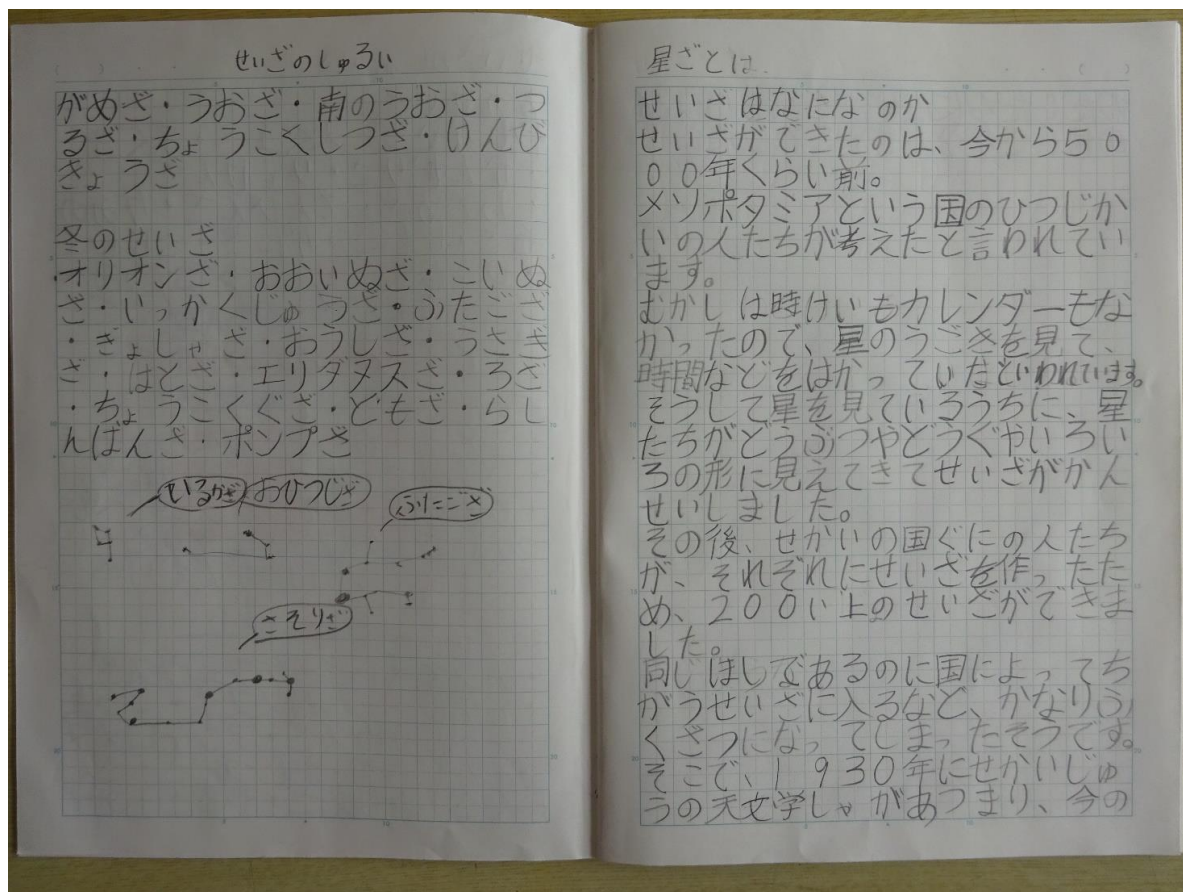 せいざのしゅるい
がめざ・うおざ・南のうおざ・つ
るざ・ちょうこくしつざ・けんび
きょうざ
冬のせいざ
・オリオンざ・おおいぬざ・こいぬ
ざ・いっかくじゅうざ・ふたござ
・ぎょしゃざ・おうしざ・うさぎ
ざ・はとざ・エリダヌスざ・ろざ
・ちょうこくぐざ・どもざ・らし
んばんざ・ポンプざ
いるかざ
おひつじざ
ふたござ
さそりざ
星ざとは
せいざはなになのか
せいざができたのは、今から50
00年くらい前。
メソポタミアという国のひつじか
いの人たちが考えたと言われてい
ます。
むかしは時けいもカレンダーもな
かったので、星のうごきを見て、
時間などをはかっていたといわれています。
そうして星を見ているうちに、星
たちがどうぶつやどうぐやいろい
ろの形に見えてきてせいざがかん
せいしました。
その後、せかいの国ぐにの人たち
が、それぞれにせいざを作ったた
め、200い上のせいざができま
した。
同じほしであるのに国によってち
がうせいざに入るなど、かなりふ
くざつになってしまったそうです。
そこで、1930年にせかいじゅ
うの天文学しゃがあつまり、今の